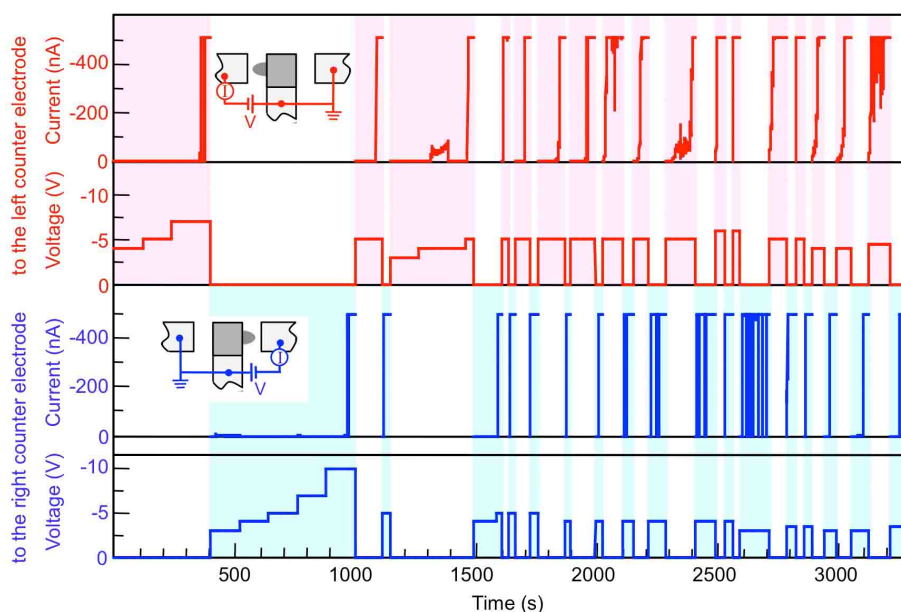 to the left counter electrode
Current (nA)
-400
-200
0
I
V
Voltage (V)
-10
-5
0
to the right counter electrode
Current (nA)
-400
-200
0
I
V
Voltage (V)
-10
-5
0
500
1000
1500
2000
2500
3000
Time (s)